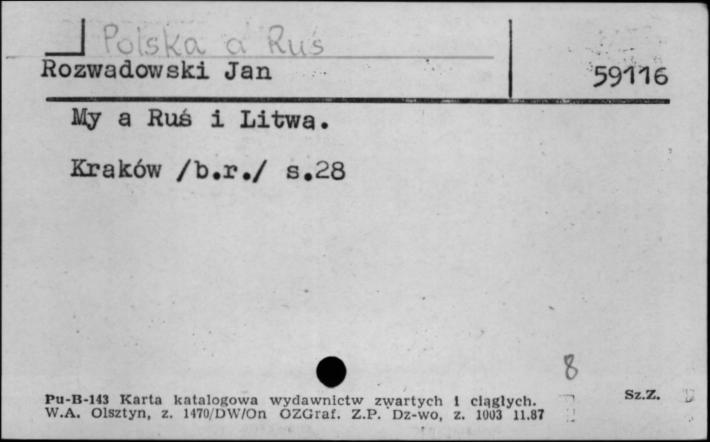 Polska a Ruś
Rozwadowski Jan
59116
My a Ruś i Litwa.
Kraków /b.r./ s.28
8
Pu-B-143 Karta katalogowa wydawnictw zwartych i ciągłych.
Sz.Z.
W.A. Olsztyn, z. 1470/DW/On OZGraf. Z.P. Dz-wo, z. 1003 11.87